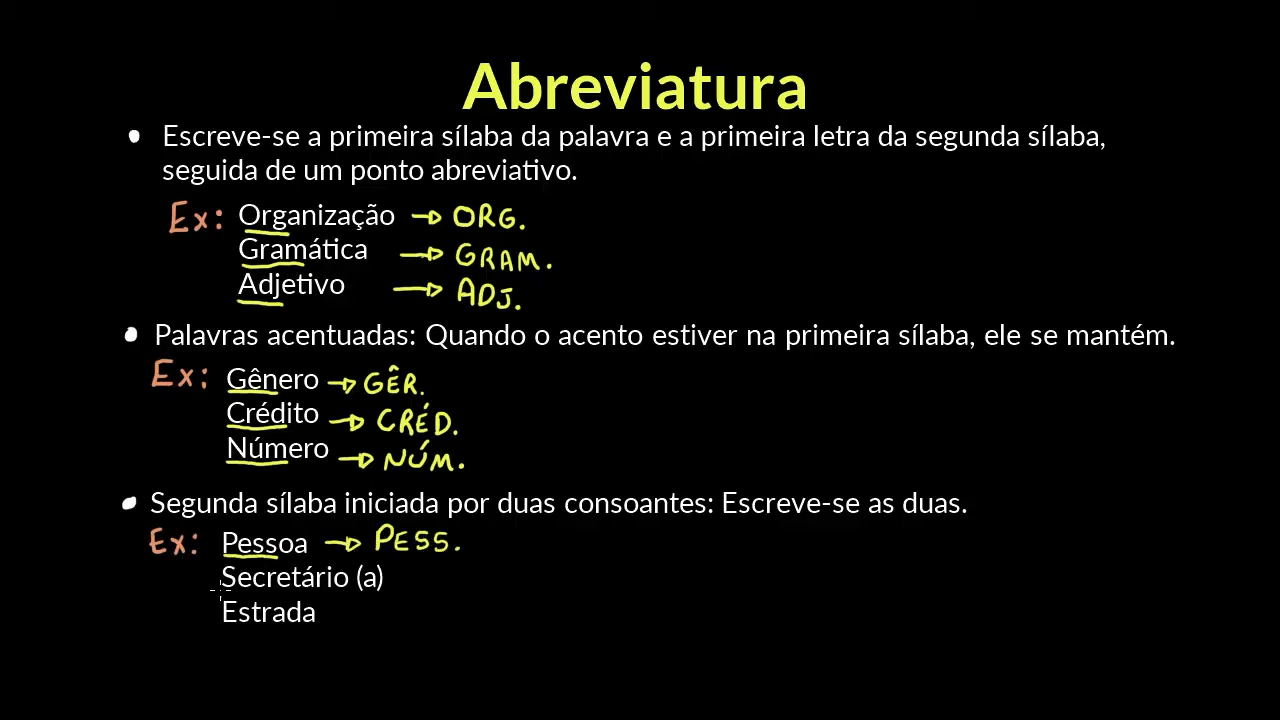 Abreviatura
• Escreve-se a primeira sílaba da palavra e a primeira letra da segunda sílaba,
seguida de um ponto abreviativo.
Ex: Organização → ORG.
Gramática → GRAM.
Adjetivo → ADJ.
• Palavras acentuadas: Quando o acento estiver na primeira sílaba, ele se mantém.
Ex: Gênero → GÊR.
Crédito → CRÉD.
Número → NÚM.
• Segunda sílaba iniciada por duas consoantes: Escreve-se as duas.
Ex: Pessoa → PESS.
Secretário (a)
Estrada